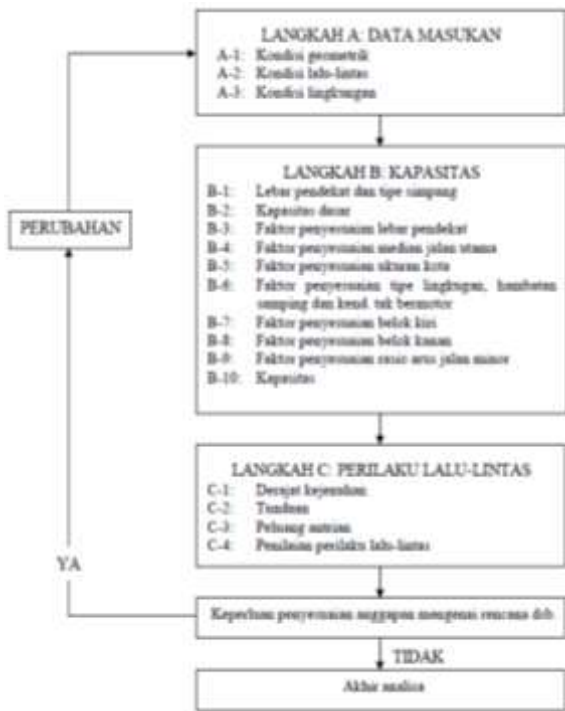 LANGKAH A: DATA MASUKAN
A-1: Kondisi geometrik
A-2: Kondisi lalu-lintas
A-3: Kondisi lingkungan
LANGKAH B: KAPASITAS
B-1: Lebar pendekat dan tipe simpang
B-2: Kapasitas dasar
B-3: Faktor penyesuaian lebar pendekat
B-4: Faktor penyesuaian median jalan utama
B-5: Faktor penyesuaian ukuran kota
B-6: Faktor penyesuaian tipe lingkungan, hambatan
samping dan kend. tak bermotor
B-7: Faktor penyesuaian belok kiri
B-8: Faktor penyesuaian belok kanan
B-9: Faktor penyesuaian rasio arus jalan minor
B-10: Kapasitas
PERUBAHAN
LANGKAH C: PERILAKU LALU-LINTAS
C-1: Derajat kejenuhan
C-2: Tundaan
C-3: Peluang antrian
C-4: Penilaian perilaku lalu-lintas
YA
Keperluan penyesuaian anggapan mengenai rencana dsb
TIDAK
Akhir analisa